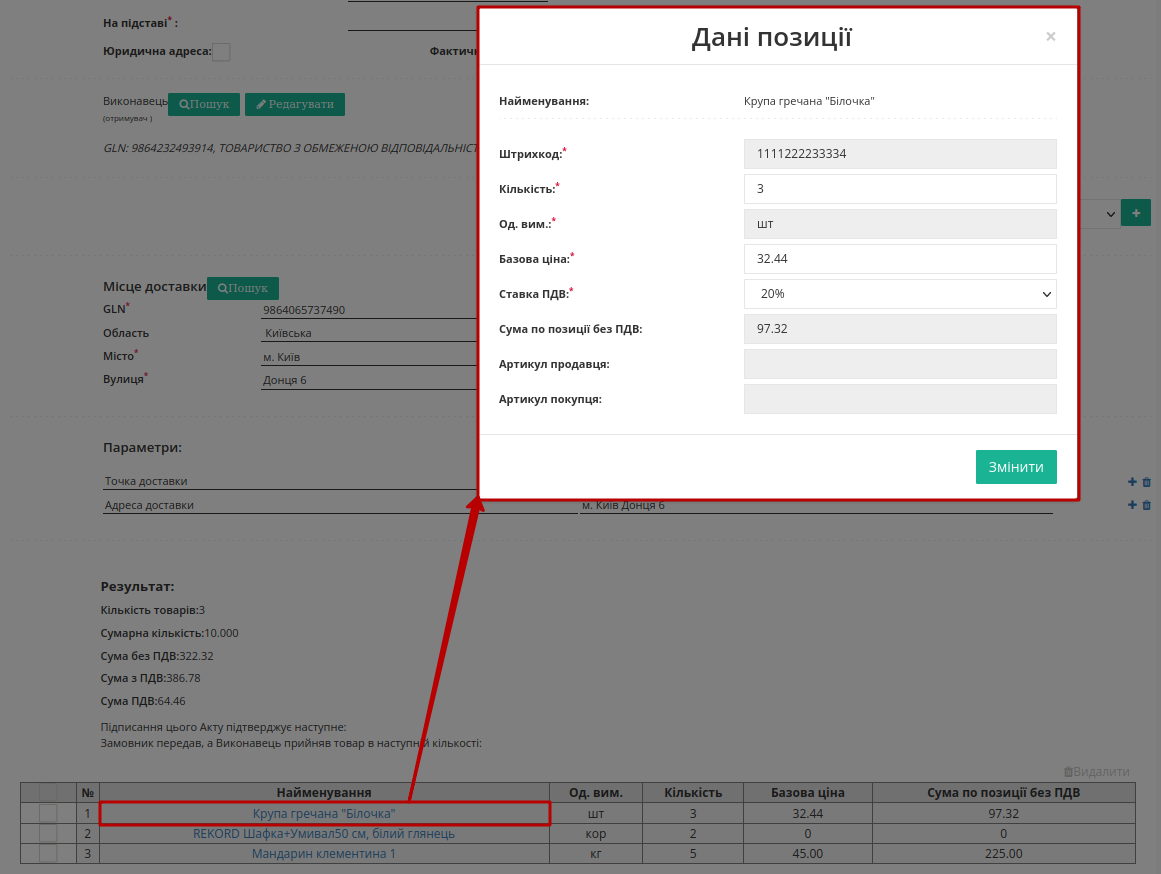 На підставі* :
Юридична адреса:
Фактичн
Виконавець Пошук Редагувати
(отримувач )
GLN: 9864232493914, ТОВАРИСТВО З ОБМЕЖЕНОЮ ВІДПОВІДАЛЬНІСТ
Дані позиції ×
Найменування: Крупа гречана "Білочка"
Штрихкод:* 1111222233334
Кількість:* 3
Од. вим.:* шт
Базова ціна:* 32.44
Ставка ПДВ:* 20%
Сума по позиції без ПДВ: 97.32
Артикул продавця:
Артикул покупця:
Змінити
Місце доставки Пошук
GLN* 9864065737490
Область Київська
Місто* м. Київ
Вулиця* Донця 6
Параметри:
Точка доставки
Адреса доставки м. Київ Донця 6
Результат:
Кількість товарів:3
Сумарна кількість:10.000
Сума без ПДВ:322.32
Сума з ПДВ:386.78
Сума ПДВ:64.46
Підписання цього Акту підтверджує наступне:
Замовник передав, а Виконавець прийняв товар в наступній кількості:
Видалити
№ Найменування Од. вим. Кількість Базова ціна Сума по позиції без ПДВ
1 Крупа гречана "Білочка" шт 3 32.44 97.32
2 REKORD Шафка+Умивал50 см, білий глянець кор 2 0 0
3 Мандарин клементина 1 кг 5 45.00 225.00